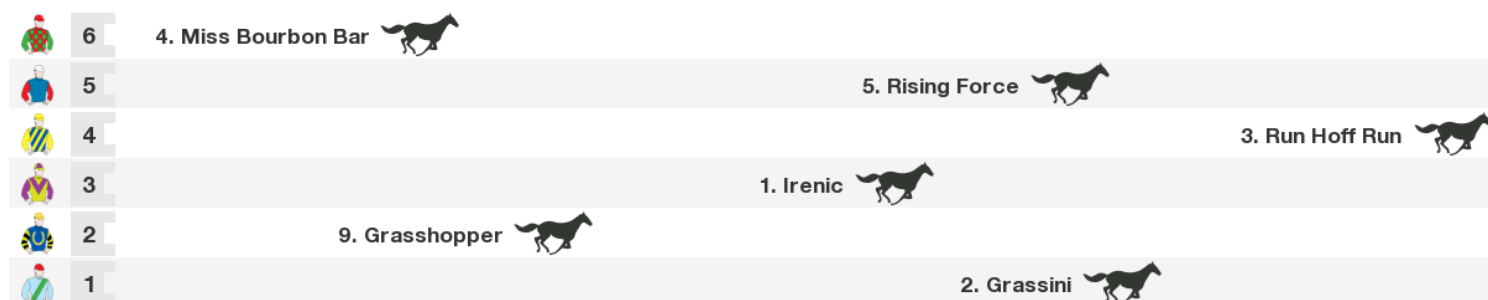 6 4. Miss Bourbon Bar
5 5. Rising Force
4 3. Run Hoff Run
3 1. Irenic
2 9. Grasshopper
1 2. Grassini